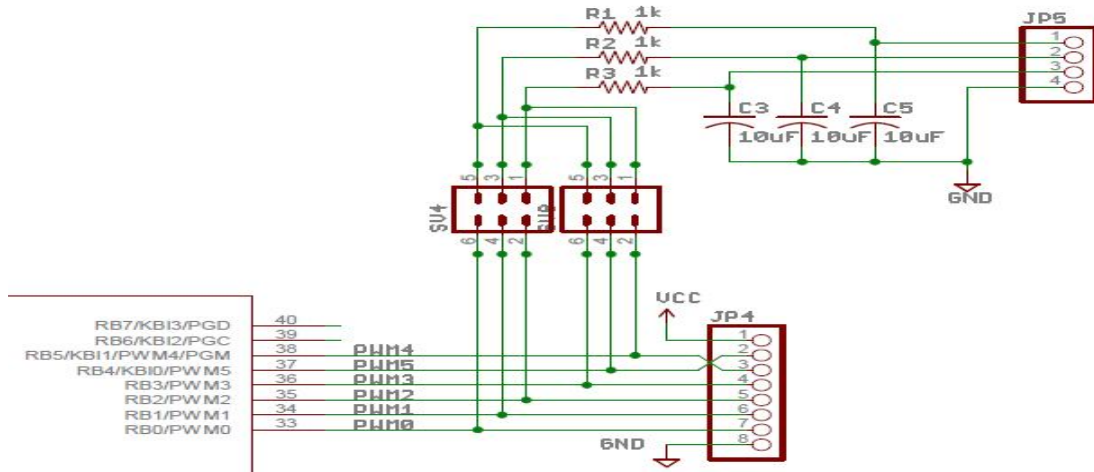 R1 1k
R2 1k
R3 1k
JP5
1
2
3
4
C3 C4 C5
10uF 10uF 10uF
GND
5 3 1 5 3 1
SV4
6 4 2 6 4 2
VCC
JP4
1
2
3
4
5
6
7
8
GND
RB7/KBI3/PGD 40
RB6/KBI2/PGC 39
RB5/KBI1/PWM4/PGM 38 PWM4
RB4/KBI0/PWM5 37 PWM5
RB3/PWM3 36 PWM3
RB2/PWM2 35 PWM2
RB1/PWM1 34 PWM1
RB0/PWM0 33 PWM0